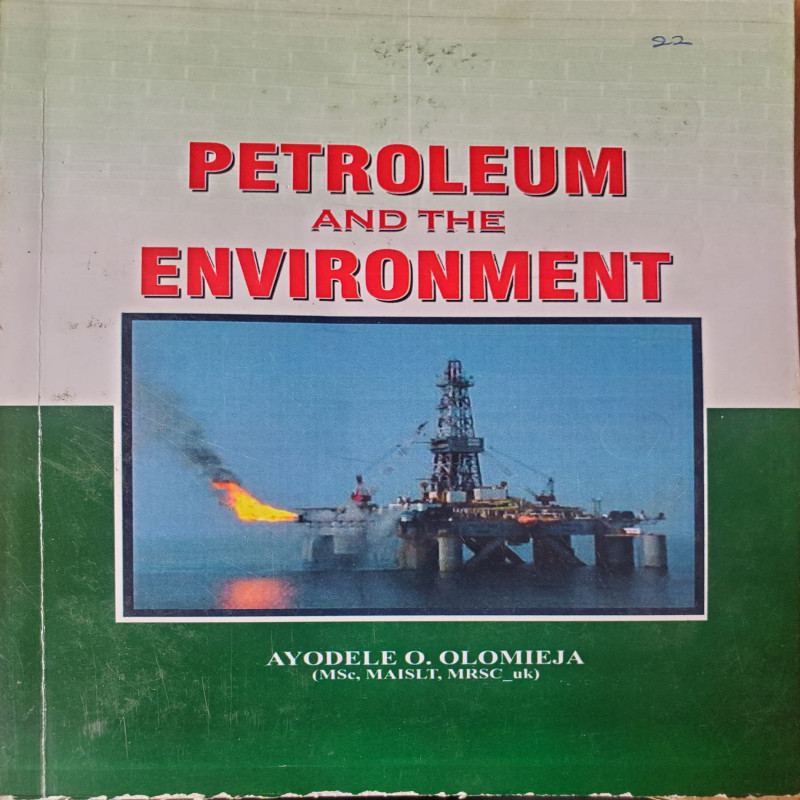 22
PETROLEUM
AND THE
ENVIRONMENT
AYODELE O. OLOMIEJA
(MSc, MAISLT, MRSC_uk)